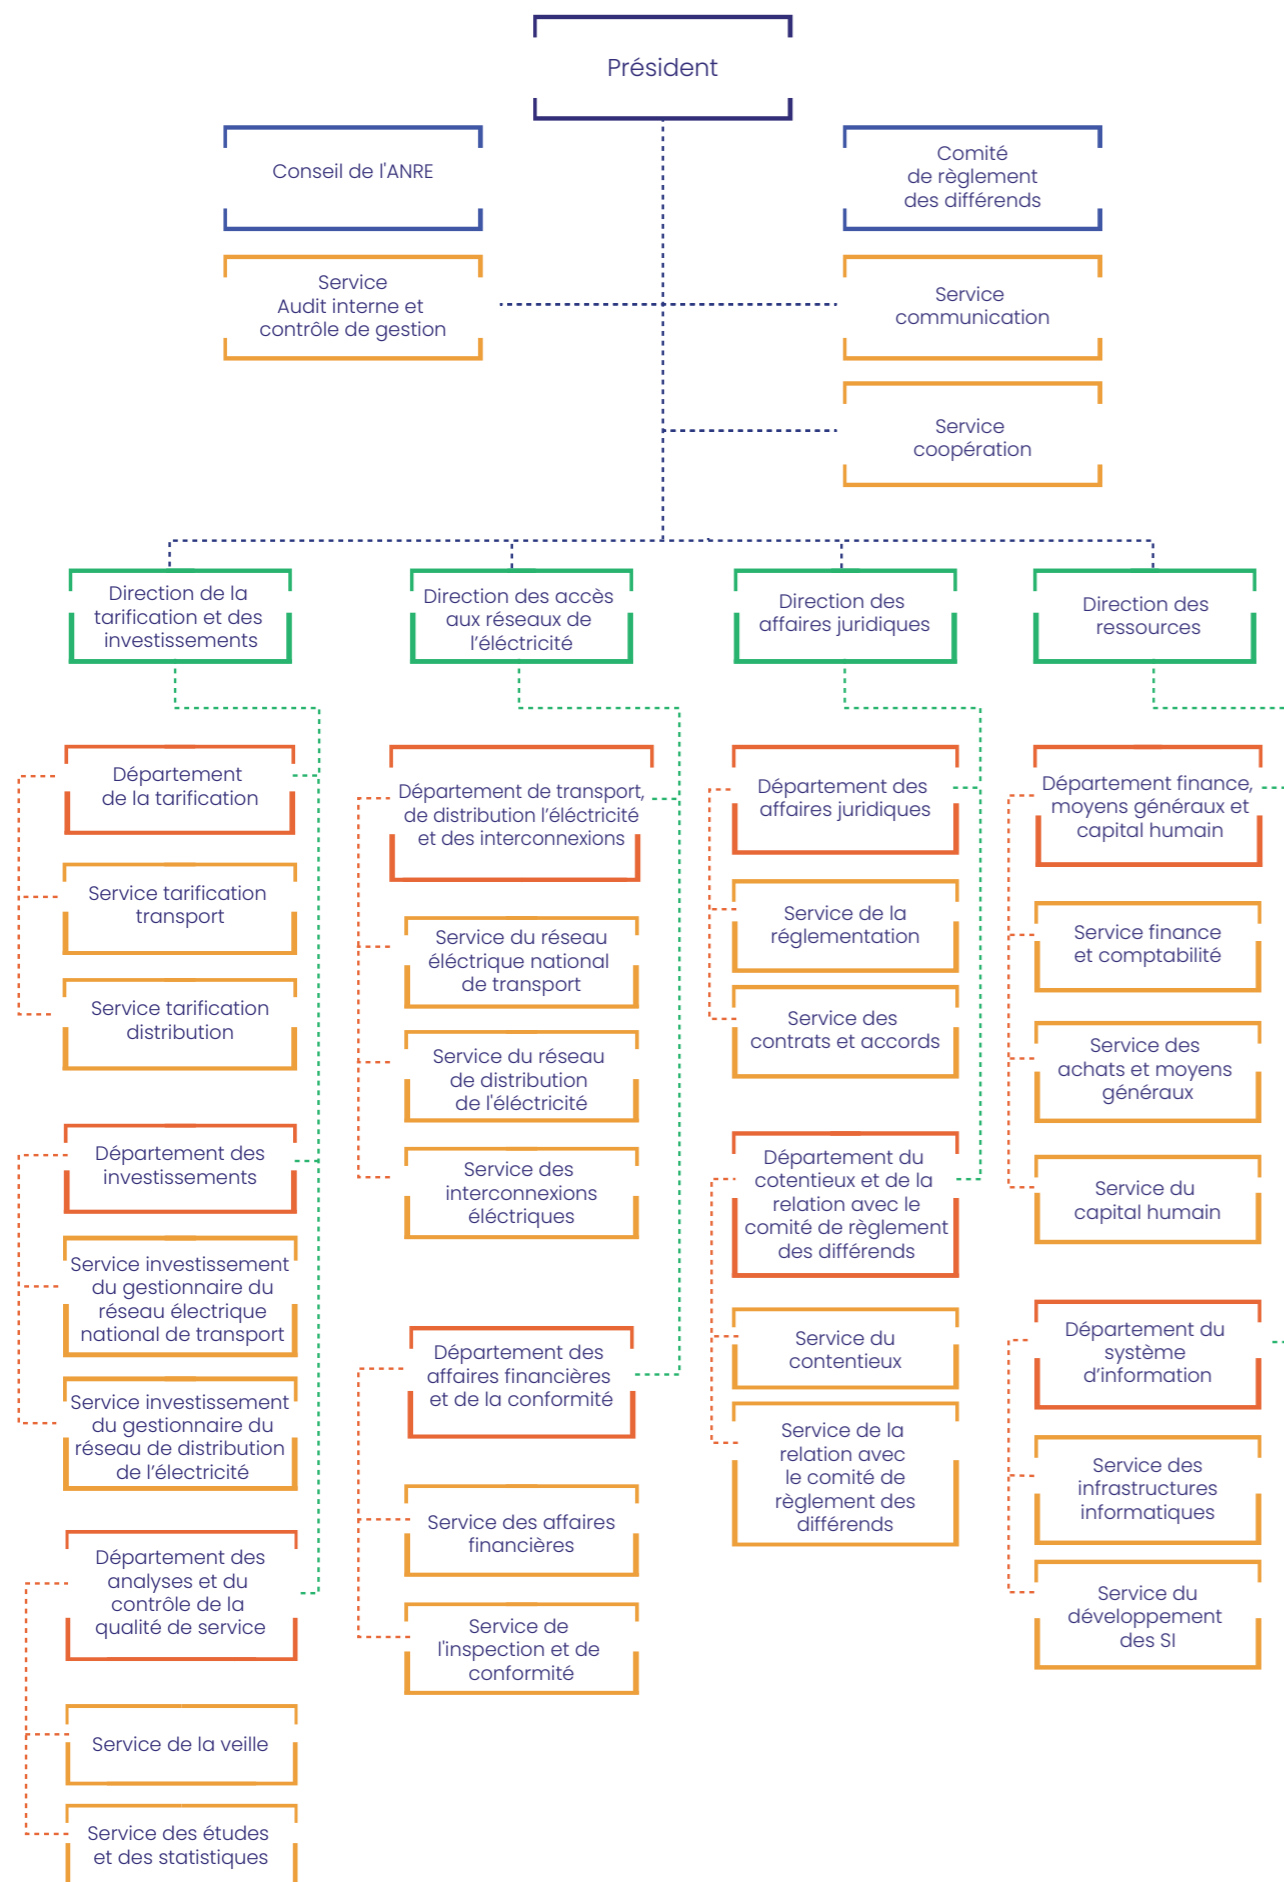 Président
Conseil de l'ANRE
Comité
de règlement
des différends
Service
Audit interne et
contrôle de gestion
Service
communication
Service
coopération
Direction de la
tarification et des
investissements
Département
de la tarification
Service tarification
transport
Service tarification
distribution
Département des
investissements
Service investissement
du gestionnaire du
réseau électrique
national de transport
Service investissement
du gestionnaire du
réseau de distribution
de l’électricité
Département des
analyses et du
contrôle de la
qualité de service
Service de la veille
Service des études
et des statistiques
Direction des accès
aux réseaux de
l’éléctricité
Département de transport,
de distribution l’éléctricité
et des interconnexions
Service du réseau
éléctrique national
de transport
Service du réseau
de distribution
de l'éléctricité
Service des
interconnexions
éléctriques
Département des
affaires financières
et de la conformité
Service des affaires
financières
Service de
l'inspection et de
conformité
Direction des
affaires juridiques
Département des
affaires juridiques
Service de la
réglementation
Service des
contrats et accords
Département du
cotentieux et de la
relation avec le
comité de règlement
des différends
Service du
contentieux
Service de la
relation avec
le comité de
règlement des
différends
Direction des
ressources
Département finance,
moyens généraux et
capital humain
Service finance
et comptabilité
Service des
achats et moyens
généraux
Service du
capital humain
Département du
système
d’information
Service des
infrastructures
informatiques
Service du
développement
des SI